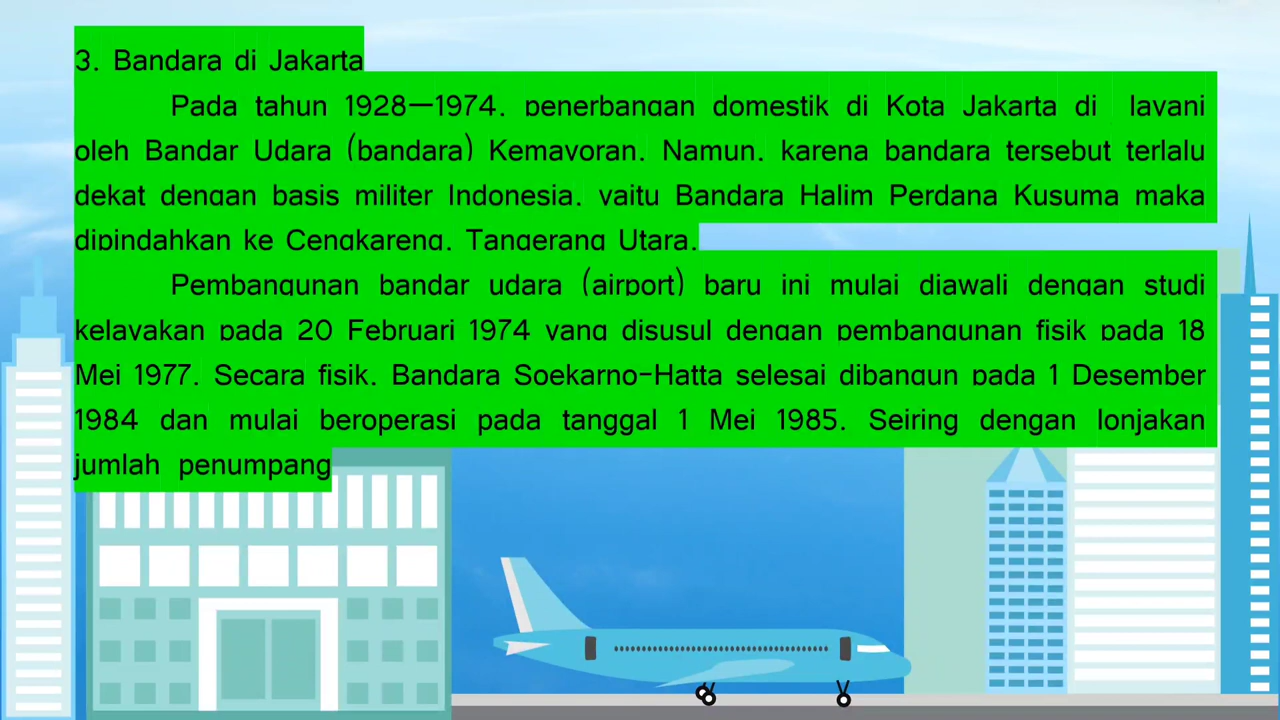 3. Bandara di Jakarta
Pada tahun 1928—1974, penerbangan domestik di Kota Jakarta di layani
oleh Bandar Udara (bandara) Kemayoran. Namun, karena bandara tersebut terlalu
dekat dengan basis militer Indonesia, yaitu Bandara Halim Perdana Kusuma maka
dipindahkan ke Cengkareng, Tangerang Utara.
Pembangunan bandar udara (airport) baru ini mulai diawali dengan studi
kelayakan pada 20 Februari 1974 yang disusul dengan pembangunan fisik pada 18
Mei 1977. Secara fisik, Bandara Soekarno-Hatta selesai dibangun pada 1 Desember
1984 dan mulai beroperasi pada tanggal 1 Mei 1985. Seiring dengan lonjakan
jumlah penumpang